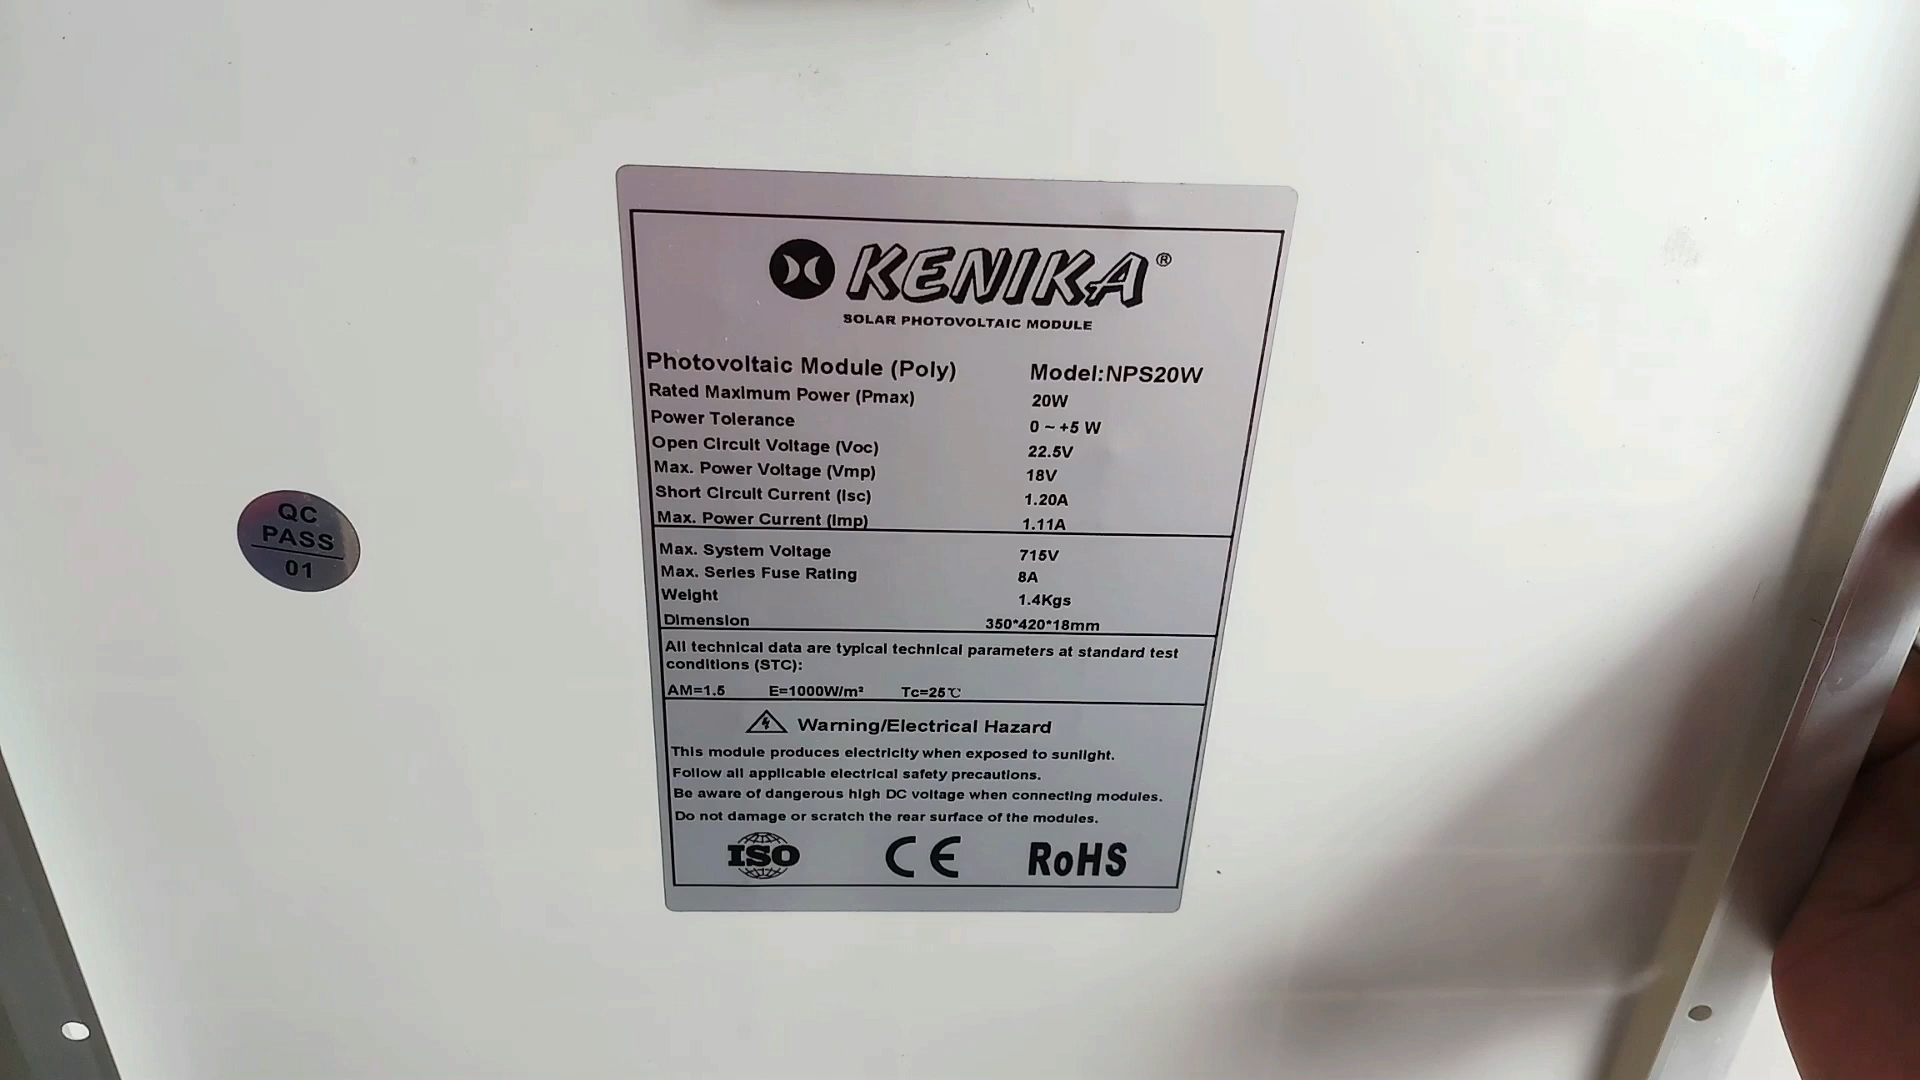 KENIKA®
SOLAR PHOTOVOLTAIC MODULE
Photovoltaic Module (Poly) Model:NPS20W
Rated Maximum Power (Pmax) 20W
Power Tolerance 0 ~ +5 W
Open Circuit Voltage (Voc) 22.5V
Max. Power Voltage (Vmp) 18V
Short Circuit Current (Isc) 1.20A
Max. Power Current (Imp) 1.11A
Max. System Voltage 715V
Max. Series Fuse Rating 8A
Weight 1.4Kgs
Dimension 350*420*18mm
All technical data are typical technical parameters at standard test
conditions (STC):
AM=1.5 E=1000W/m² Tc=25℃
Warning/Electrical Hazard
This module produces electricity when exposed to sunlight.
Follow all applicable electrical safety precautions.
Be aware of dangerous high DC voltage when connecting modules.
Do not damage or scratch the rear surface of the modules.
ISO CE RoHS
QC
PASS
01